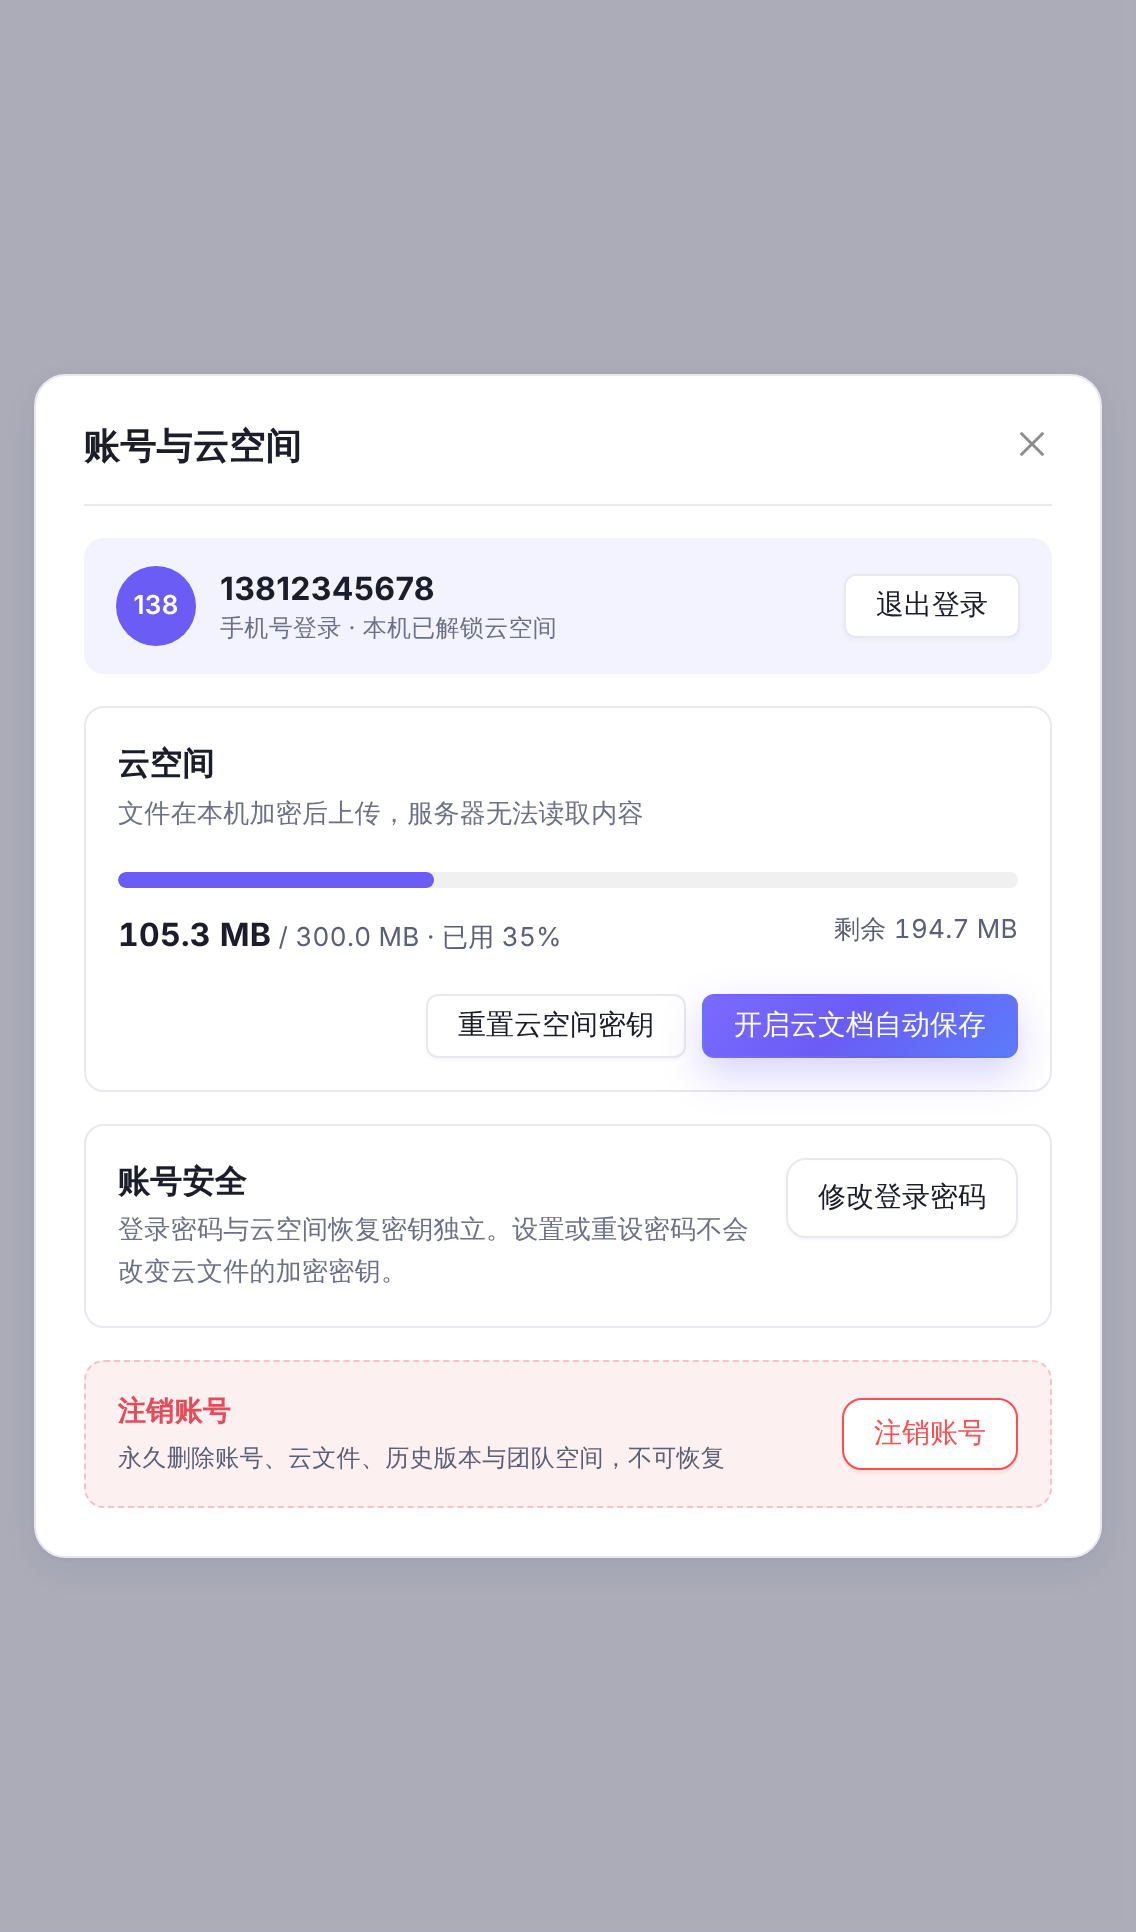 账号与云空间
138
13812345678
手机号登录 · 本机已解锁云空间
退出登录
云空间
文件在本机加密后上传，服务器无法读取内容
105.3 MB / 300.0 MB · 已用 35%
剩余 194.7 MB
重置云空间密钥
开启云文档自动保存
账号安全
登录密码与云空间恢复密钥独立。设置或重设密码不会
改变云文件的加密密钥。
修改登录密码
注销账号
永久删除账号、云文件、历史版本与团队空间，不可恢复
注销账号